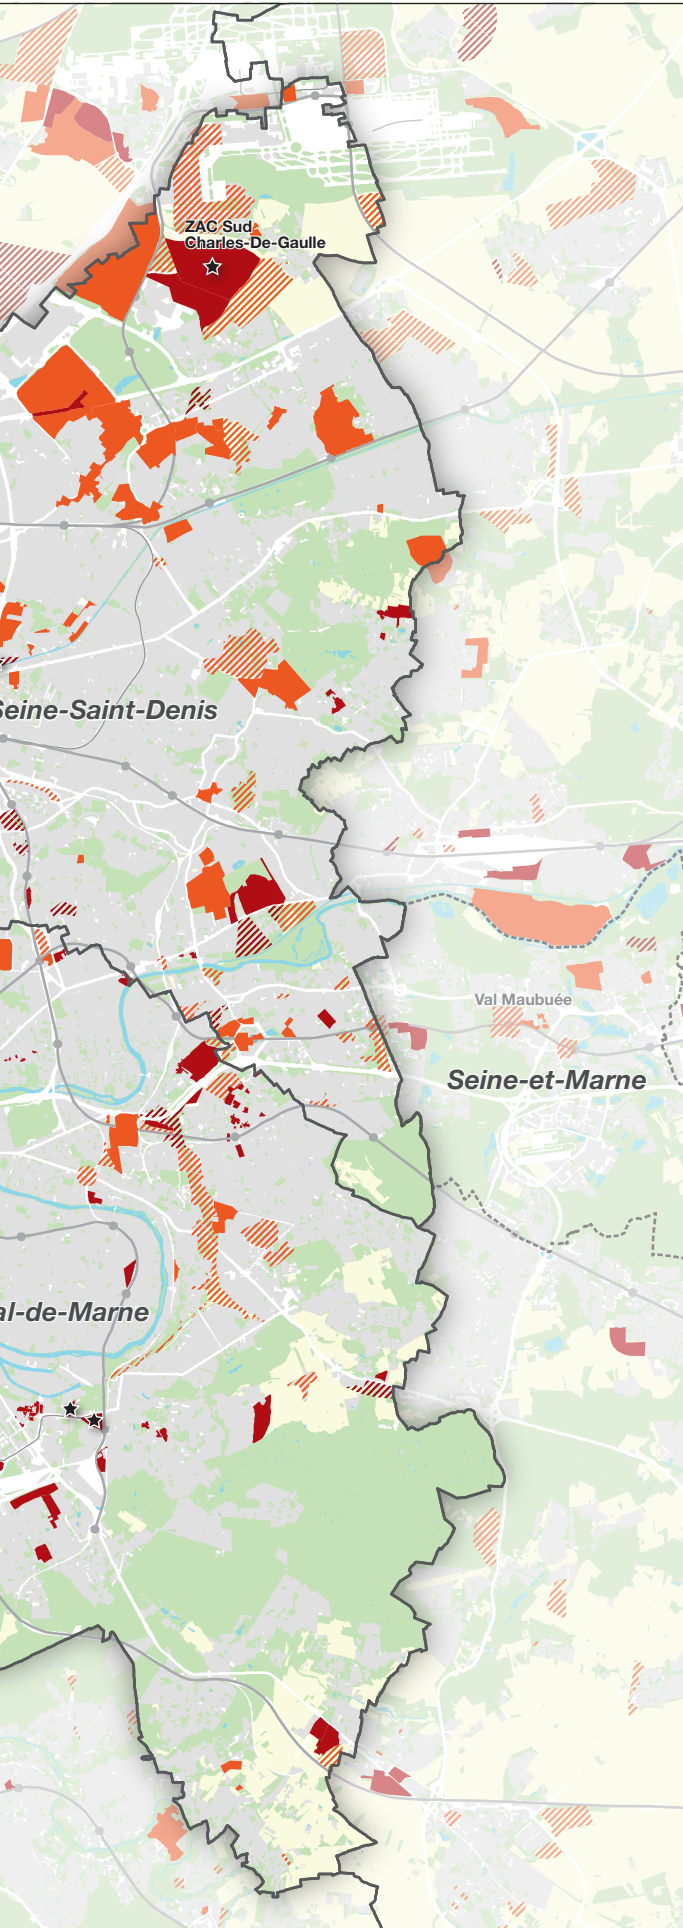 ZAC Sud
Charles-De-Gaulle
Seine-Saint-Denis
Val Maubuée
Seine-et-Marne
al-de-Marne